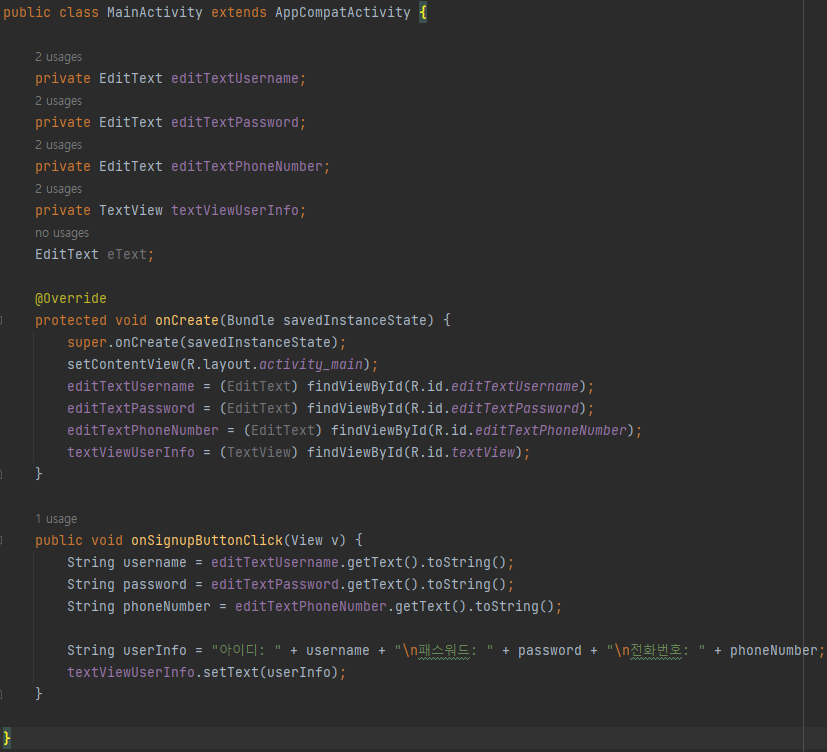 public class MainActivity extends AppCompatActivity {
2 usages
private EditText editTextUsername;
2 usages
private EditText editTextPassword;
2 usages
private EditText editTextPhoneNumber;
2 usages
private TextView textViewUserInfo;
no usages
EditText eText;
@Override
protected void onCreate(Bundle savedInstanceState) {
super.onCreate(savedInstanceState);
setContentView(R.layout.activity_main);
editTextUsername = (EditText) findViewById(R.id.editTextUsername);
editTextPassword = (EditText) findViewById(R.id.editTextPassword);
editTextPhoneNumber = (EditText) findViewById(R.id.editTextPhoneNumber);
textViewUserInfo = (TextView) findViewById(R.id.textView);
}
1 usage
public void onSignupButtonClick(View v) {
String username = editTextUsername.getText().toString();
String password = editTextPassword.getText().toString();
String phoneNumber = editTextPhoneNumber.getText().toString();
String userInfo = "아이디: " + username + "\n패스워드: " + password + "\n전화번호: " + phoneNumber;
textViewUserInfo.setText(userInfo);
}
}